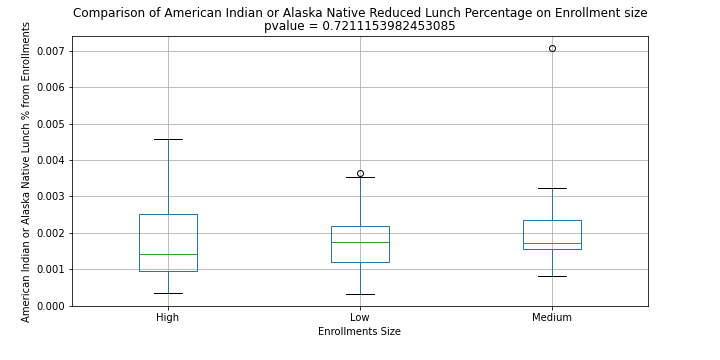 Comparison of American Indian or Alaska Native Reduced Lunch Percentage on Enrollment size
pvalue = 0.7211153982453085
American Indian or Alaska Native Lunch % from Enrollments
0.007
0.006
0.005
0.004
0.003
0.002
0.001
0.000
High
Low
Medium
Enrollments Size